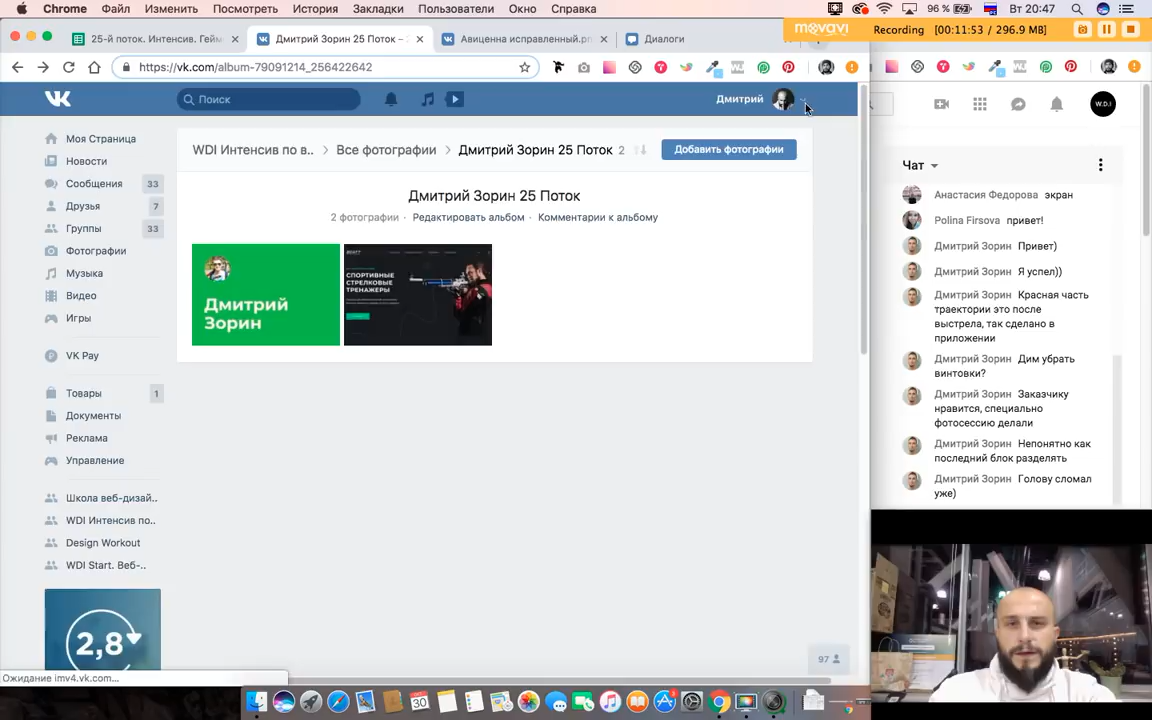 Chrome Файл Изменить Посмотреть История Закладки Пользователи Окно Справка 96 % Вт 20:47
movavi Recording [00:11:53 / 296.9 M]
25-й поток. Интенсив. Гейм
Дмитрий Зорин 25 Поток –
Авиценна исправленный.pr
Диалоги
https://vk.com/album-79091214_256422642
Поиск
Дмитрий
W.D.I
Моя Страница
Новости
Сообщения 33
Друзья 7
Группы 33
Фотографии
Музыка
Видео
Игры
VK Pay
Товары 1
Документы
Реклама
Управление
Школа веб-дизай..
WDI Интенсив по..
Design Workout
WDI Start. Веб-..
2,8
WDI Интенсив по в.. Все фотографии Дмитрий Зорин 25 Поток 2 Добавить фотографии
Дмитрий Зорин 25 Поток
2 фотографии · Редактировать альбом · Комментарии к альбому
Дмитрий
Зорин
СПОРТИВНЫЕ
СТРЕЛКОВЫЕ
ТРЕНАЖЕРЫ
97
Ожидание imv4.vk.com...
Чат
Анастасия Федорова экран
Polina Firsova привет!
Дмитрий Зорин Привет)
Дмитрий Зорин Я успел))
Дмитрий Зорин Красная часть
траектории это после
выстрела, так сделано в
приложении
Дмитрий Зорин Дим убрать
винтовки?
Дмитрий Зорин Заказчику
нравится, специально
фотосессию делали
Дмитрий Зорин Непонятно как
последний блок разделять
Дмитрий Зорин Голову сломал
уже)
30